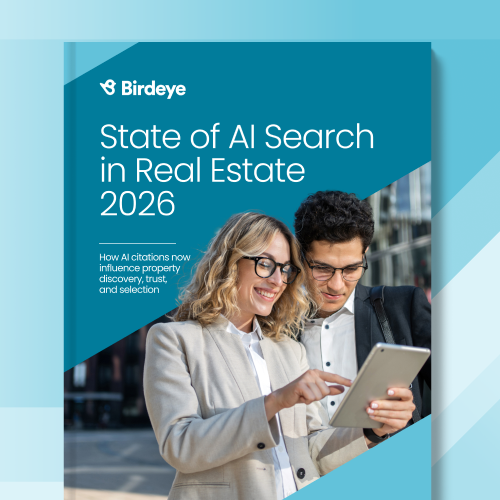 Birdeye
State of AI Search
in Real Estate
2026
How AI citations now
influence property
discovery, trust,
and selection